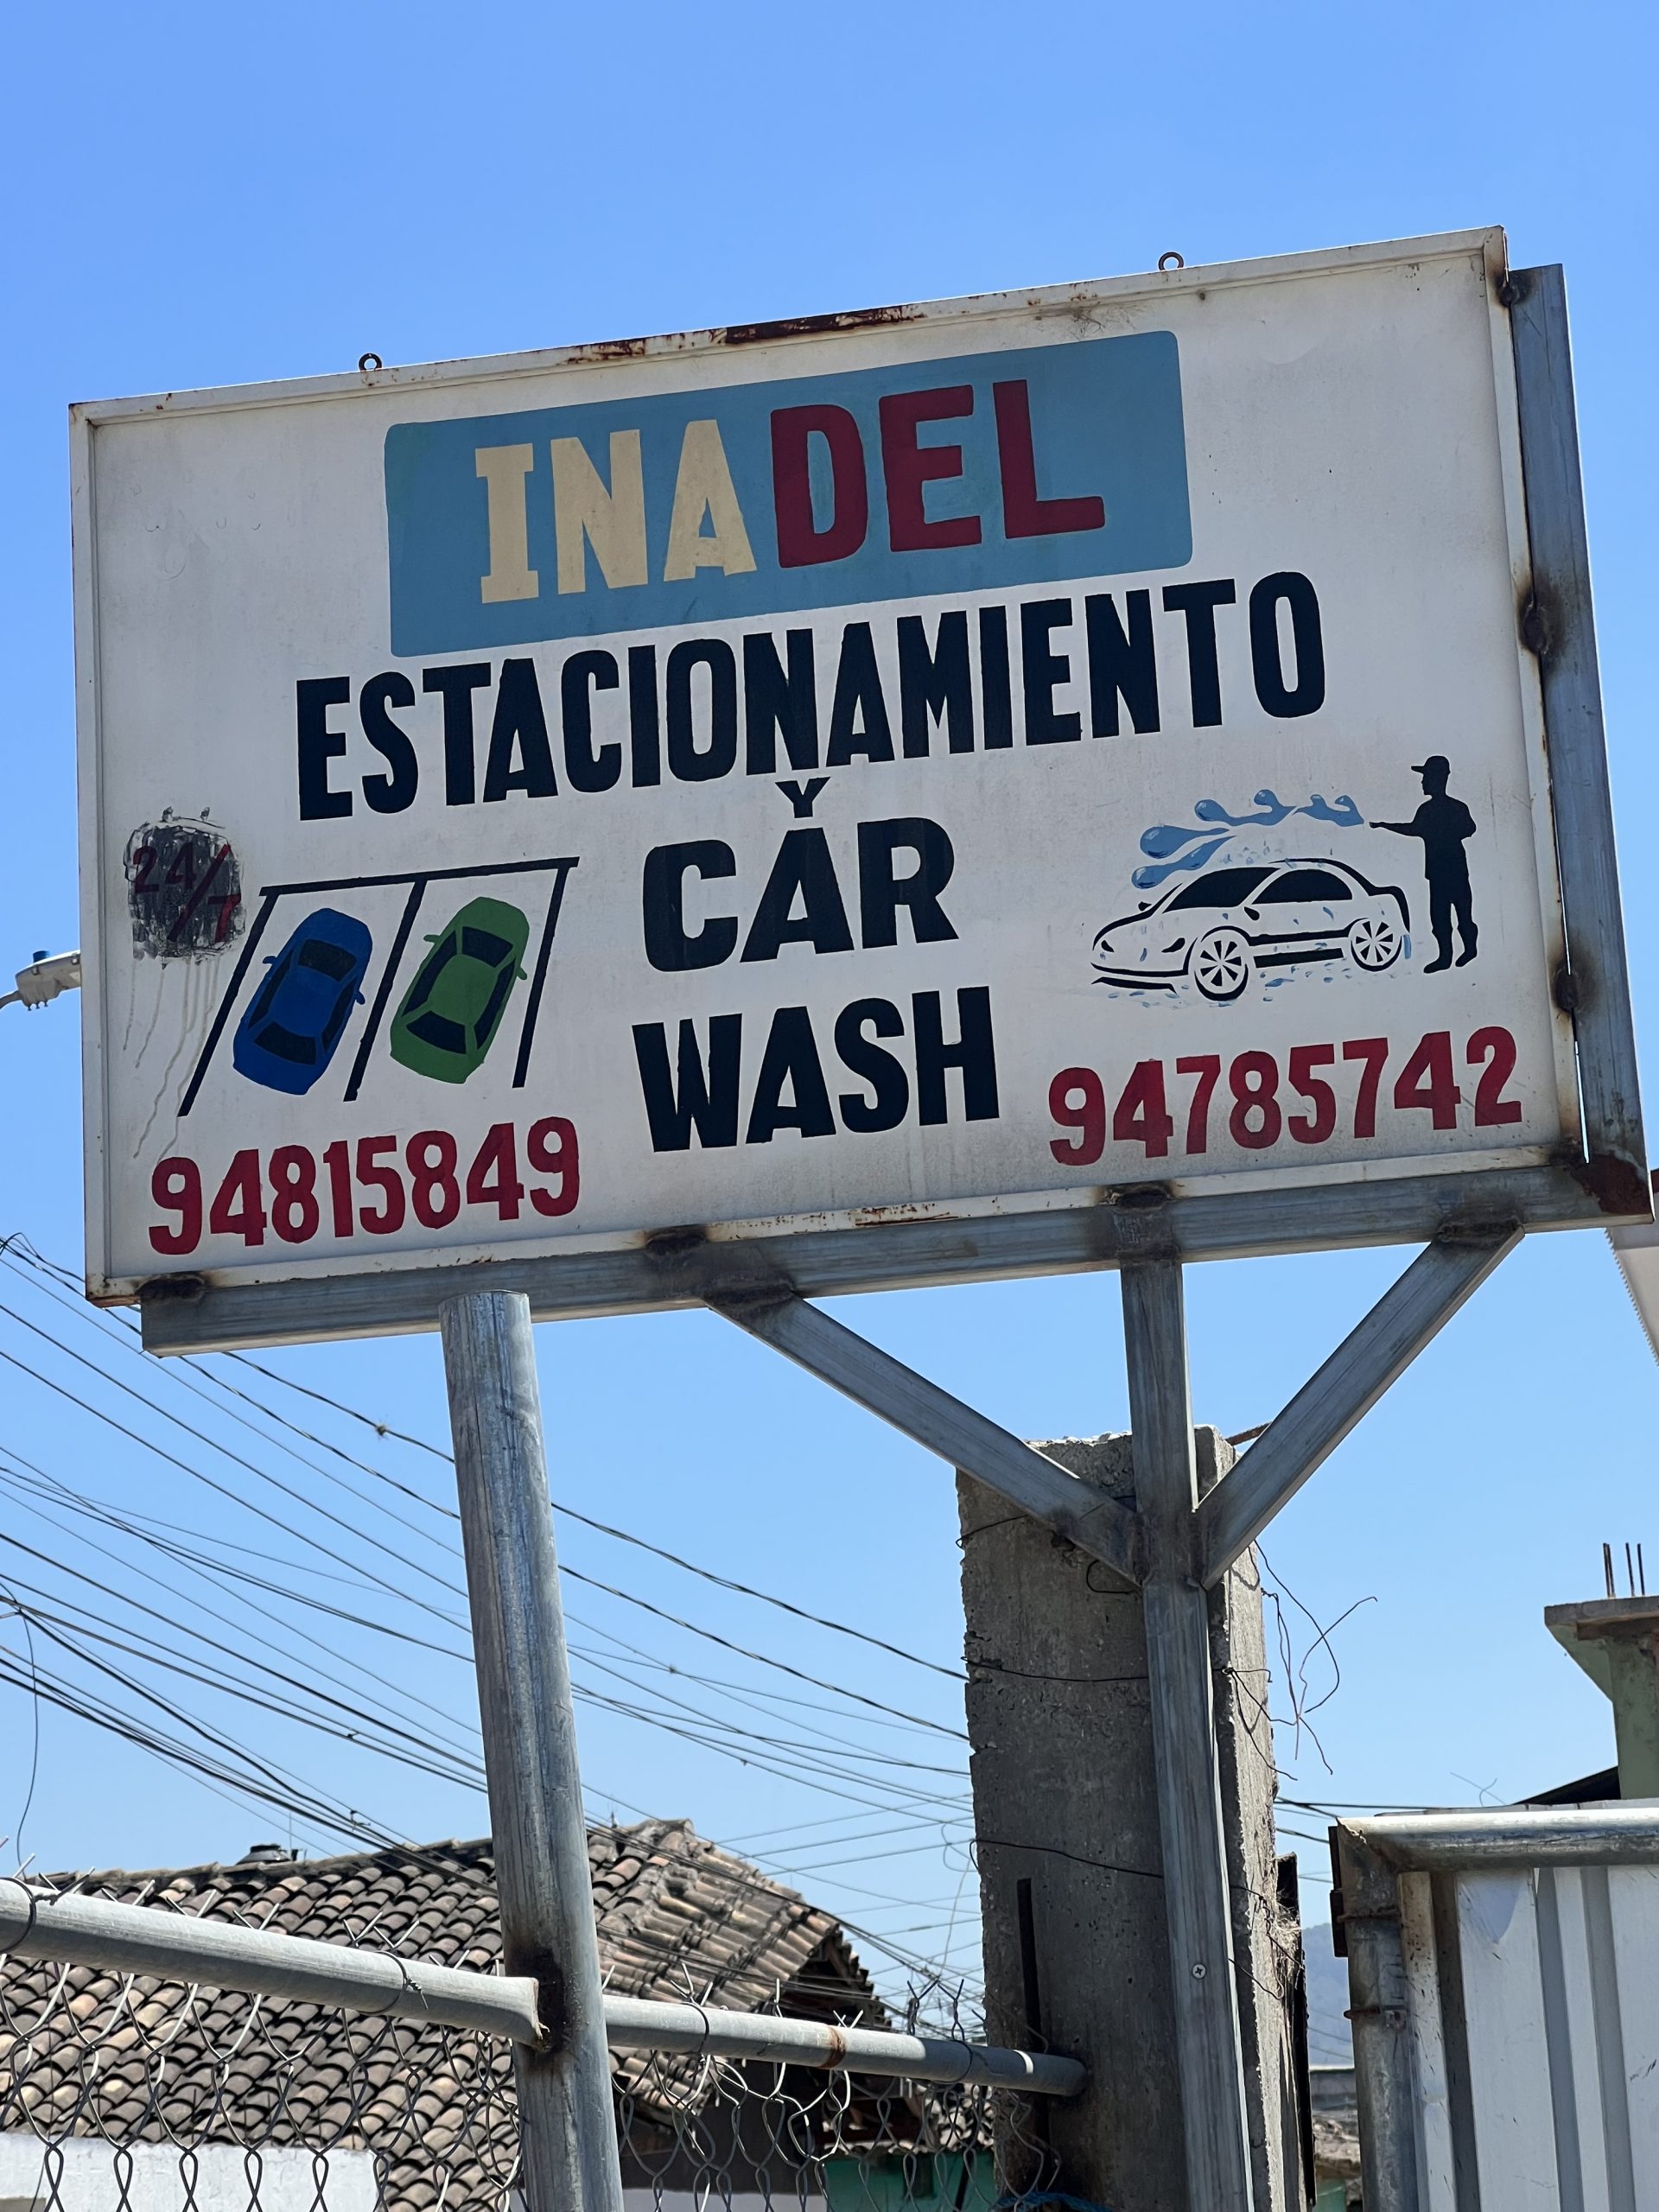 INADEL
ESTACIONAMIENTO
Y
CAR
WASH
24/7
94815849
94785742